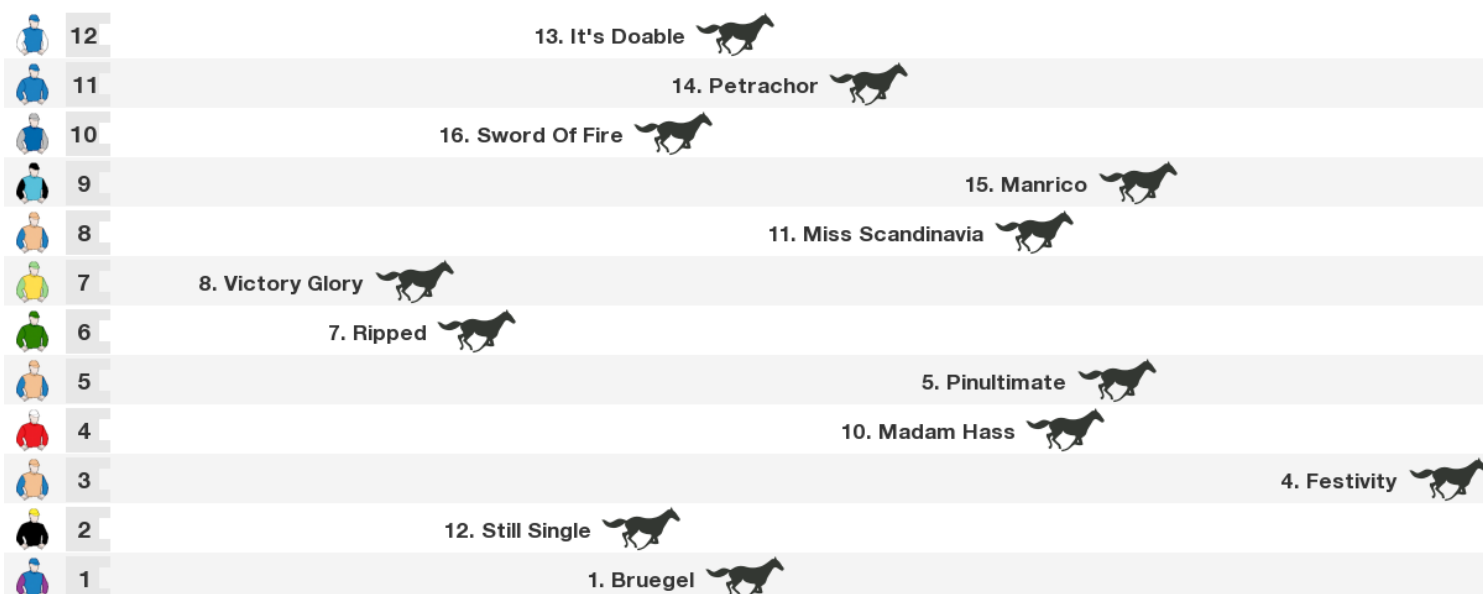 12 13. It's Doable
11 14. Petrachor
10 16. Sword Of Fire
9 15. Manrico
8 11. Miss Scandinavia
7 8. Victory Glory
6 7. Ripped
5 5. Pinultimate
4 10. Madam Hass
3 4. Festivity
2 12. Still Single
1 1. Bruegel